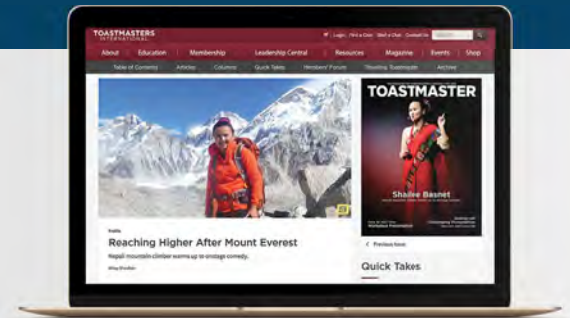 TOASTMASTERS
INTERNATIONAL
Login Find a Club Start a Club Contact Us
About Education Membership Leadership Central Resources Magazine Events Shop
Table of Contents Articles Columns Quick Takes Members' Forum Traveling Toastmaster Archive
TOASTMASTER
Shailee Basnet
Profile
Reaching Higher After Mount Everest
Nepali mountain climber warms up to onstage comedy.
Previous Issue
Quick Takes